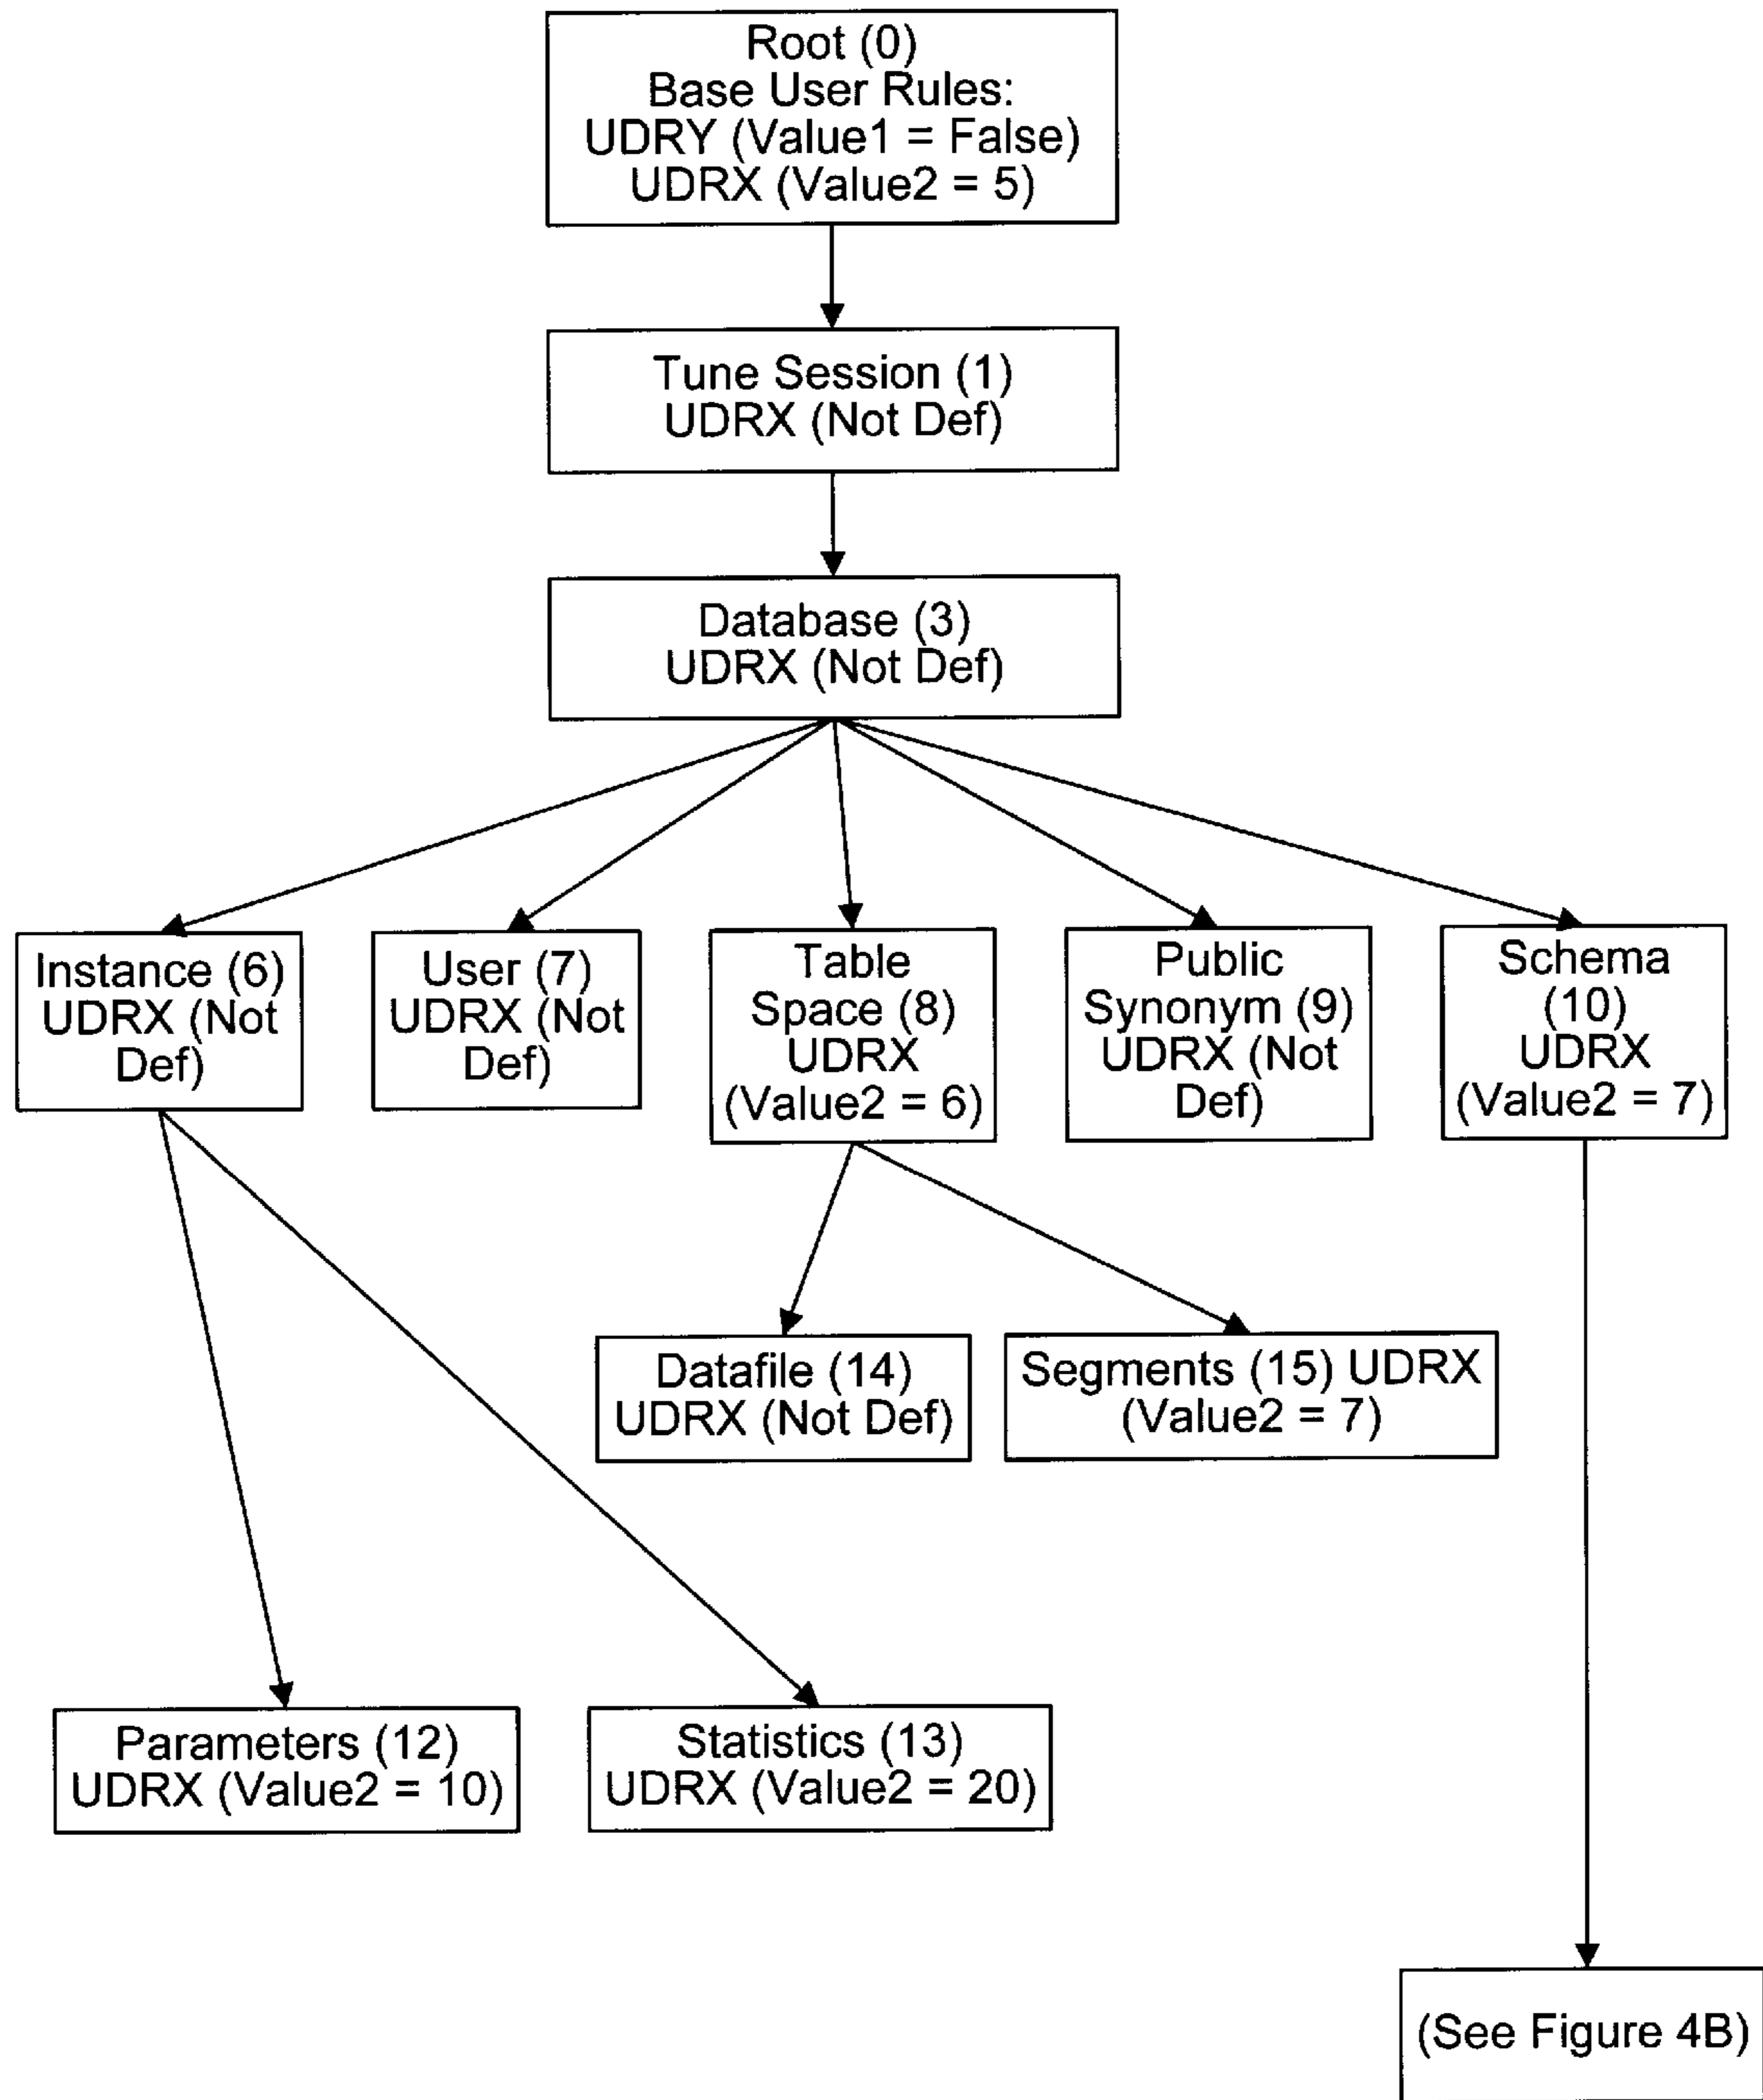 Root (0)
Base User Rules:
UDRY (Value1 = False)
UDRX (Value2 = 5)
Tune Session (1)
UDRX (Not Def)
Database (3)
UDRX (Not Def)
Instance (6)
UDRX (Not
Def)
User (7)
UDRX (Not
Def)
Table
Space (8)
UDRX
(Value2 = 6)
Public
Synonym (9)
UDRX (Not
Def)
Schema
(10)
UDRX
(Value2 = 7)
Datafile (14)
UDRX (Not Def)
Segments (15) UDRX
(Value2 = 7)
Parameters (12)
UDRX (Value2 = 10)
Statistics (13)
UDRX (Value2 = 20)
(See Figure 4B)